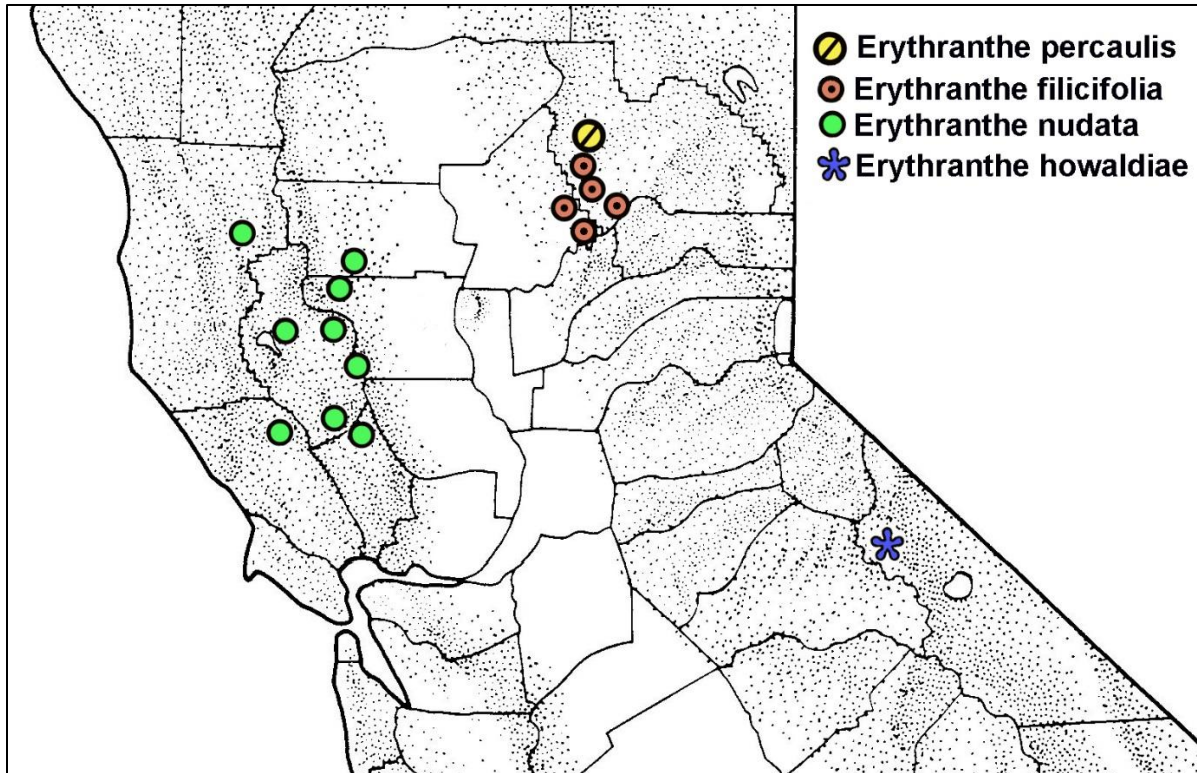 Erythranthe percaulis
Erythranthe filicifolia
Erythranthe nudata
Erythranthe howaldiae